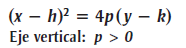 (x – h)² = 4p(y – k)
Eje vertical: p > 0